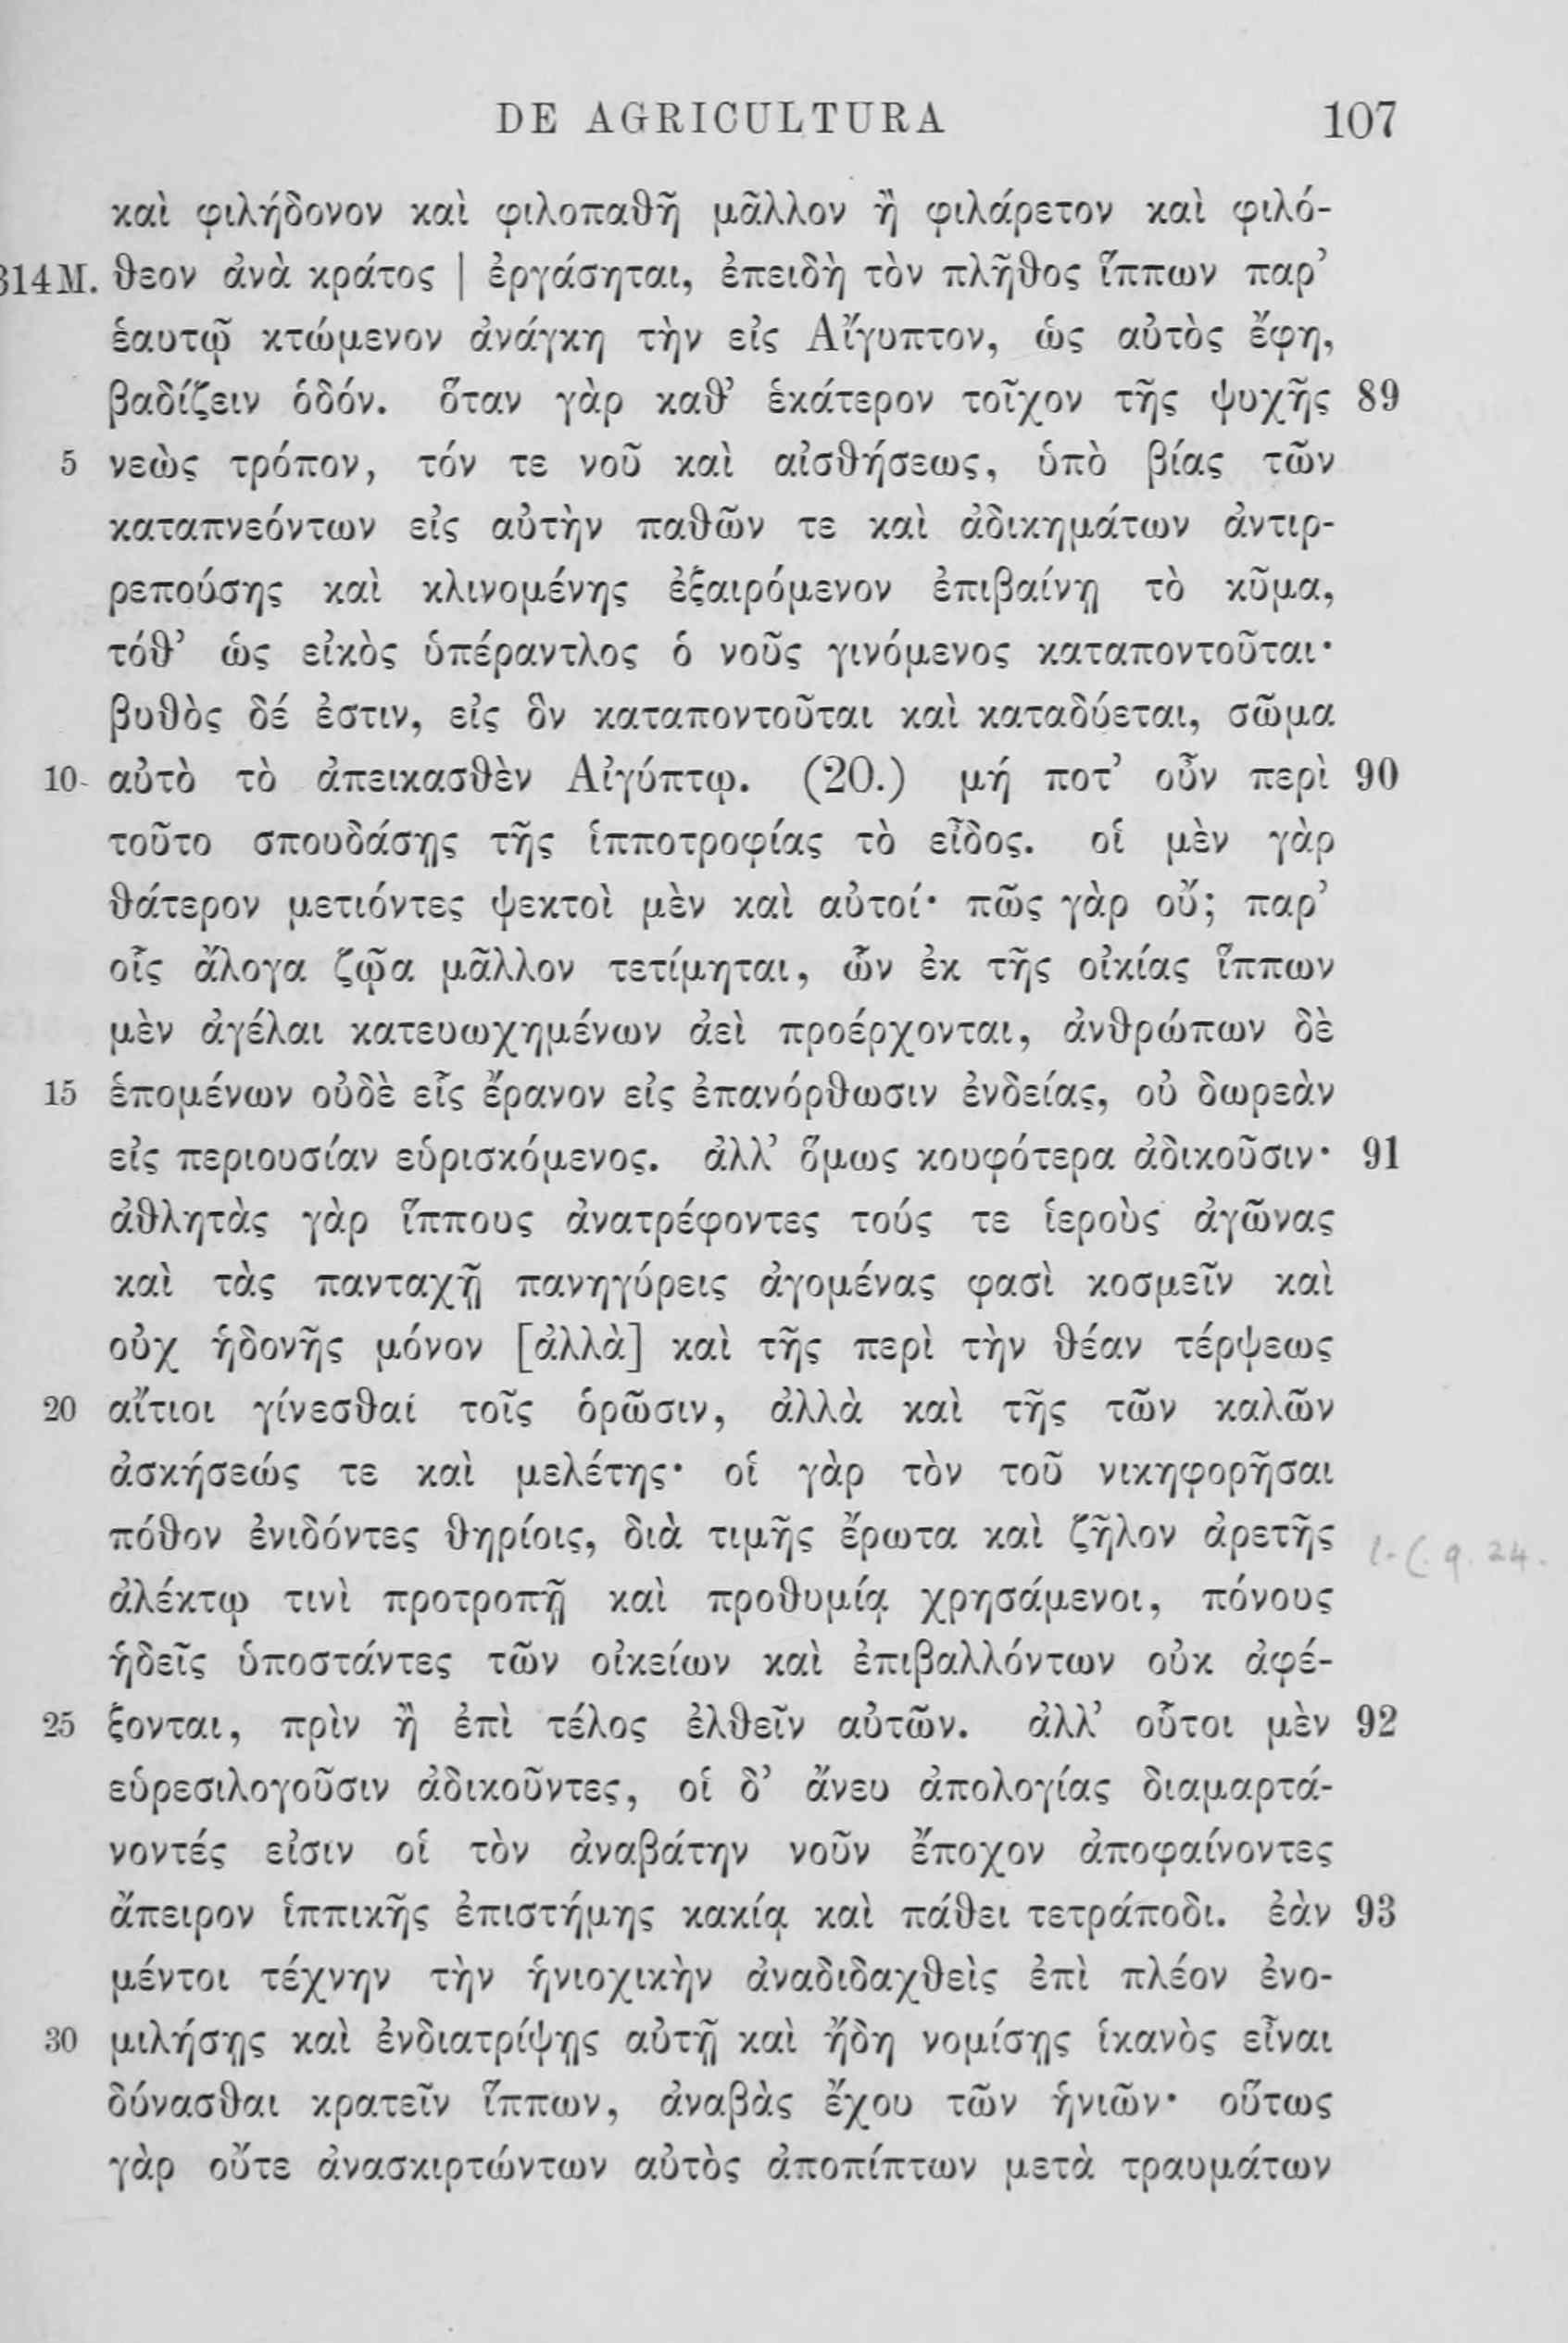 DE AGRICULTURA 107
καὶ φιλήδονον καὶ φιλοπαθῆ μᾶλλον ἢ φιλάρετον καὶ φιλό-
314 M. θεον ἀνὰ κράτος | ἐργάσηται, ἐπειδὴ τὸν πλῆθος ἵππων παρ’
ἑαυτῷ κτώμενον ἀνάγκη τὴν εἰς Αἴγυπτον, ὡς αὐτὸς ἔφη,
βαδίζειν ὁδόν. ὅταν γὰρ καθ’ ἑκάτερον τοῖχον τῆς ψυχῆς 89
5 νεὼς τρόπον, τόν τε νοῦ καὶ αἰσθήσεως, ὑπὸ βίας τῶν
καταπνεόντων εἰς αὐτὴν παθῶν τε καὶ ἀδικημάτων ἀντιρ-
ρεπούσης καὶ κλινομένης ἐξαιρόμενον ἐπιβαίνῃ τὸ κῦμα,
τόθ’ ὡς εἰκὸς ὑπέραντλος ὁ νοῦς γινόμενος καταποντοῦται·
βυθὸς δέ ἐστιν, εἰς ὃν καταποντοῦται καὶ καταδύεται, σῶμα
10 αὐτὸ τὸ ἀπεικασθὲν Αἰγύπτῳ. (20.) μή ποτ’ οὖν περὶ 90
τοῦτο σπουδάσῃς τῆς ἱπποτροφίας τὸ εἶδος. οἱ μὲν γὰρ
θάτερον μετιόντες ψεκτοὶ μὲν καὶ αὐτοί· πῶς γὰρ οὔ; παρ’
οἷς ἄλογα ζῷα μᾶλλον τετίμηται, ὧν ἐκ τῆς οἰκίας ἵππων
μὲν ἀγέλαι κατευωχημένων ἀεὶ προέρχονται, ἀνθρώπων δὲ
15 ἑπομένων οὐδὲ εἷς ἔρανον εἰς ἐπανόρθωσιν ἐνδείας, οὐ δωρεὰν
εἰς περιουσίαν εὑρισκόμενος. ἀλλ’ ὅμως κουφότερα ἀδικοῦσιν· 91
ἀθλητὰς γὰρ ἵππους ἀνατρέφοντες τούς τε ἱεροὺς ἀγῶνας
καὶ τὰς πανταχῇ πανηγύρεις ἀγομένας φασὶ κοσμεῖν καὶ
οὐχ ἡδονῆς μόνον [ἀλλὰ] καὶ τῆς περὶ τὴν θέαν τέρψεως
20 αἴτιοι γίνεσθαί τοῖς ὁρῶσιν, ἀλλὰ καὶ τῆς τῶν καλῶν
ἀσκήσεώς τε καὶ μελέτης· οἱ γὰρ τὸν τοῦ νικηφορῆσαι
πόθον ἐνιδόντες θηρίοις, διὰ τιμῆς ἔρωτα καὶ ζῆλον ἀρετῆς
ἀλέκτῳ τινὶ προτροπῇ καὶ προθυμίᾳ χρησάμενοι, πόνους
ἡδεῖς ὑποστάντες τῶν οἰκείων καὶ ἐπιβαλλόντων οὐκ ἀφέ-
25 ξονται, πρὶν ἢ ἐπὶ τέλος ἐλθεῖν αὐτῶν. ἀλλ’ οὗτοι μὲν 92
εὑρεσιλογοῦσιν ἀδικοῦντες, οἱ δ’ ἄνευ ἀπολογίας διαμαρτά-
νοντές εἰσιν οἱ τὸν ἀναβάτην νοῦν ἔποχον ἀποφαίνοντες
ἄπειρον ἱππικῆς ἐπιστήμης κακίᾳ καὶ πάθει τετράποδι. ἐὰν 93
μέντοι τέχνην τὴν ἡνιοχικὴν ἀναδιδαχθεὶς ἐπὶ πλέον ἐνο-
30 μιλήσῃς καὶ ἐνδιατρίψῃς αὐτῇ καὶ ἤδη νομίσῃς ἱκανὸς εἶναι
δύνασθαι κρατεῖν ἵππων, ἀναβὰς ἔχου τῶν ἡνιῶν· οὕτως
γὰρ οὔτε ἀνασκιρτώντων αὐτὸς ἀποπίπτων μετὰ τραυμάτων